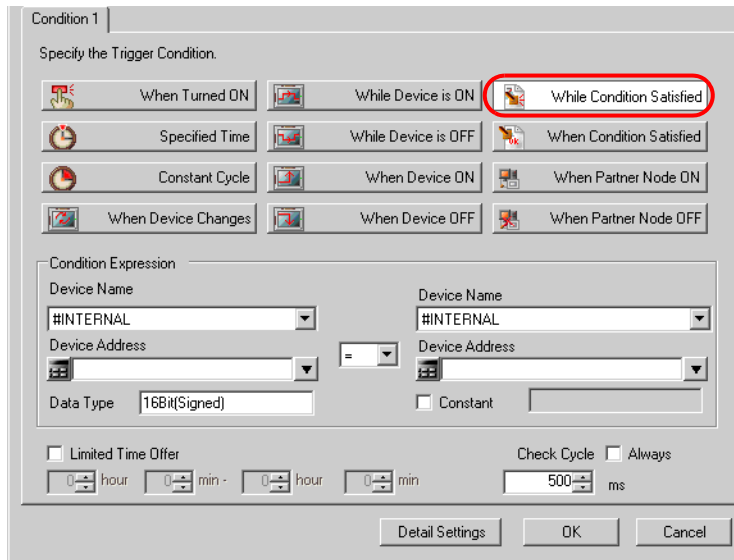 Condition 1
Specify the Trigger Condition.
When Turned ON While Device is ON While Condition Satisfied
Specified Time While Device is OFF When Condition Satisfied
Constant Cycle When Device ON When Partner Node ON
When Device Changes When Device OFF When Partner Node OFF
Condition Expression
Device Name Device Name
#INTERNAL #INTERNAL
Device Address = Device Address
Data Type 16Bit(Signed) Constant
Limited Time Offer Check Cycle Always
0 hour 0 min - 0 hour 0 min 500 ms
Detail Settings OK Cancel